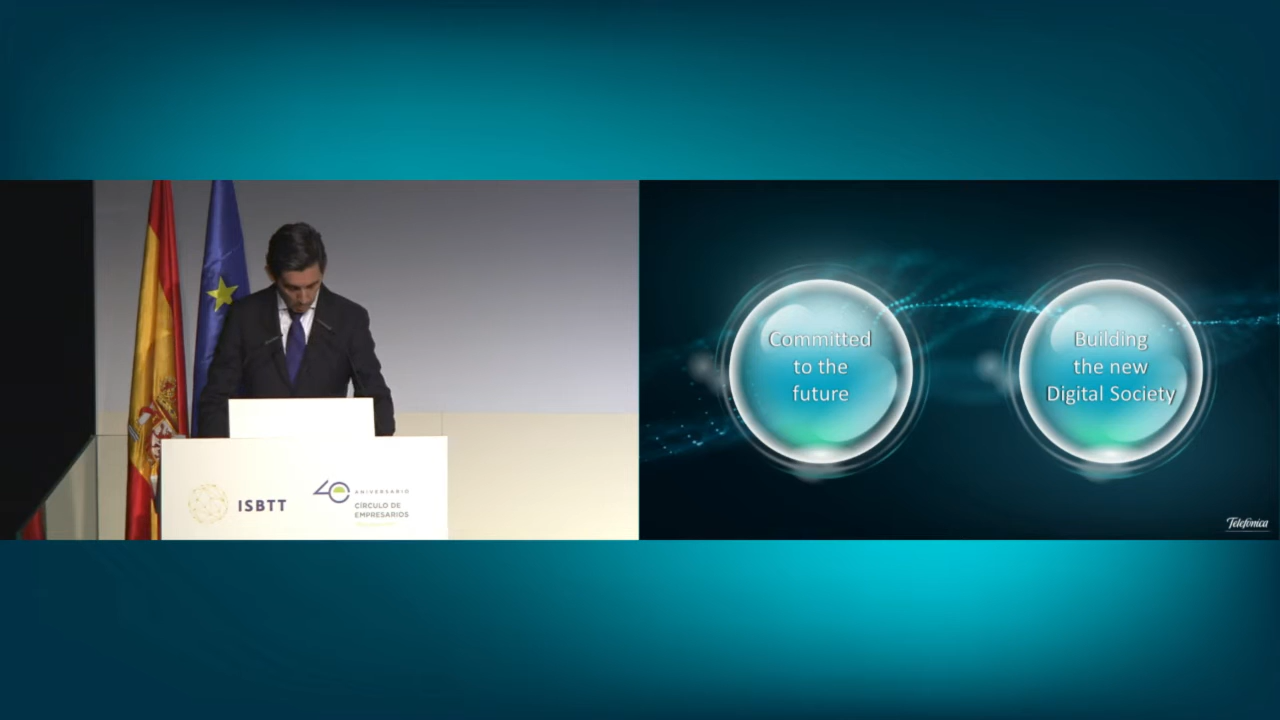 ISBTT
40
ANIVERSARIO
CÍRCULO DE
EMPRESARIOS
Committed
to the
future
Building
the new
Digital Society
Telefónica